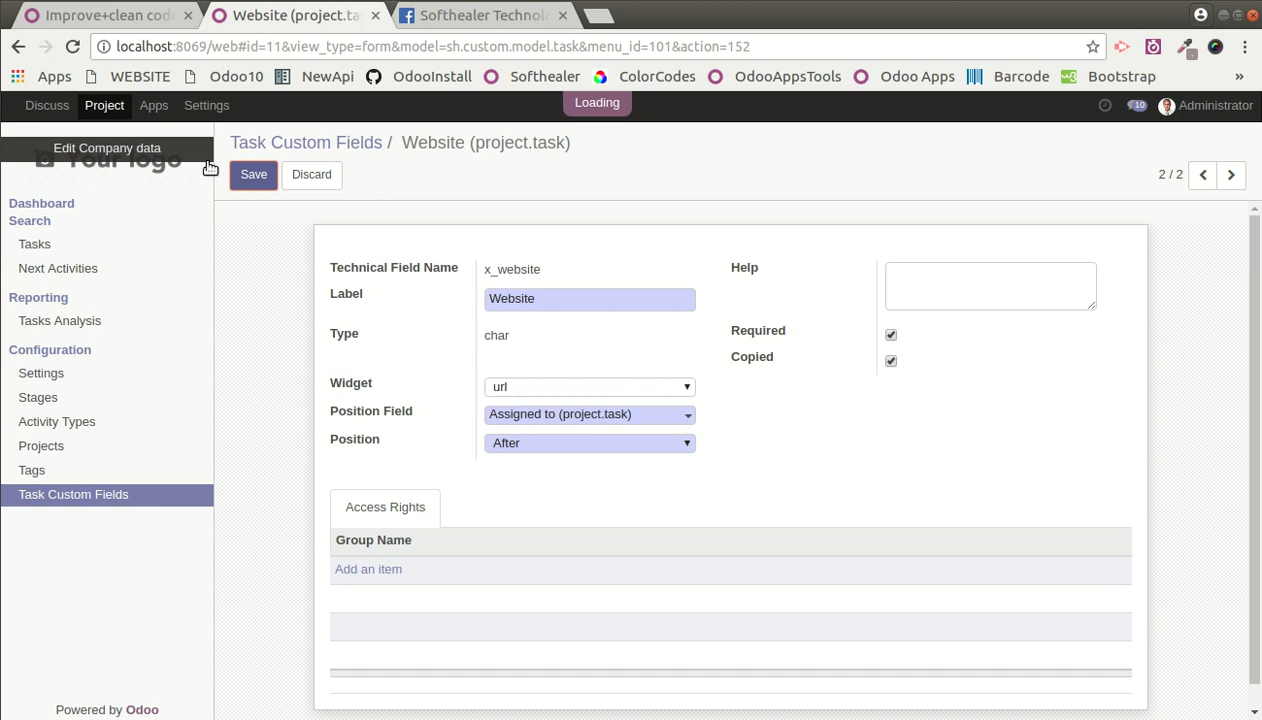 Improve+clean cod
Website (project.ta
Softhealer Technol
localhost:8069/web#id=11&view_type=form&model=sh.custom.model.task&menu_id=101&action=152
Apps WEBSITE Odoo10 NewApi OdooInstall Softhealer ColorCodes OdooAppsTools Odoo Apps Barcode Bootstrap »
Discuss Project Apps Settings Loading 10 Administrator
Edit Company data
Your logo
Task Custom Fields / Website (project.task)
Save Discard 2 / 2
Dashboard
Search
Tasks
Next Activities
Reporting
Tasks Analysis
Configuration
Settings
Stages
Activity Types
Projects
Tags
Task Custom Fields
Powered by Odoo
Technical Field Name x_website
Label Website
Type char
Widget url
Position Field Assigned to (project.task)
Position After
Help
Required
Copied
Access Rights
Group Name
Add an item